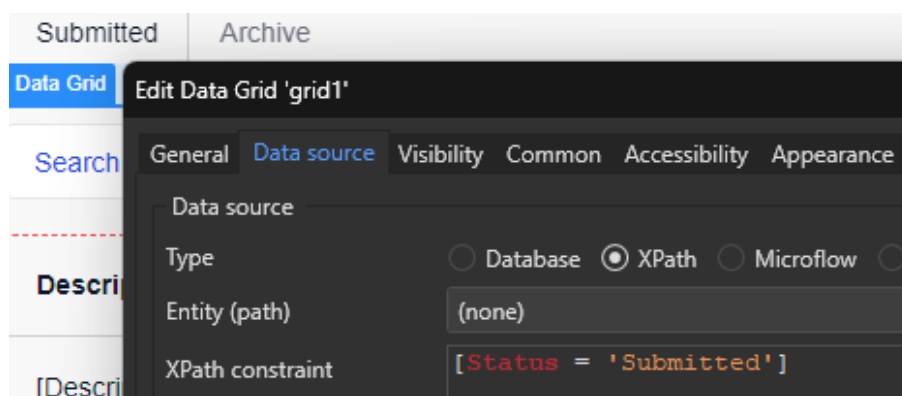 Submitted Archive
Data Grid Edit Data Grid 'grid1'
Search General Data source Visibility Common Accessibility Appearance
Data source
Type Database XPath Microflow
Entity (path) (none)
XPath constraint [Status = 'Submitted']